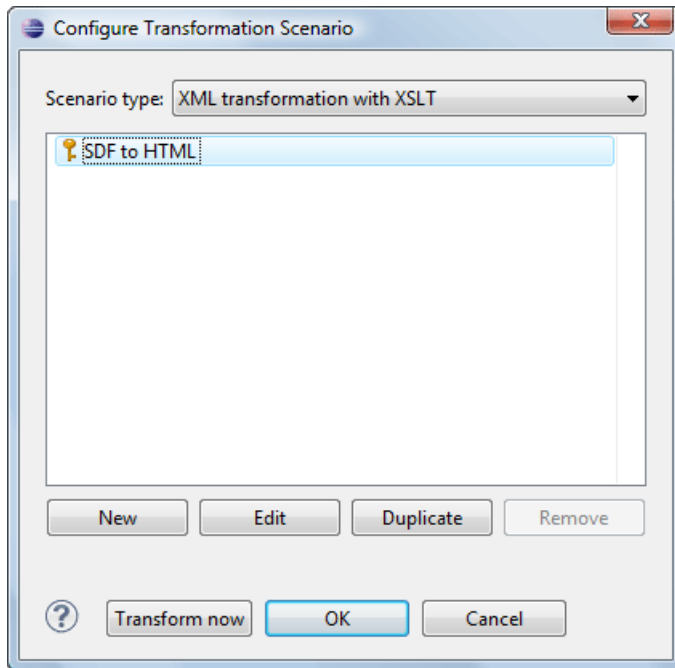 Configure Transformation Scenario
Scenario type: XML transformation with XSLT
SDF to HTML
New Edit Duplicate Remove
? Transform now OK Cancel